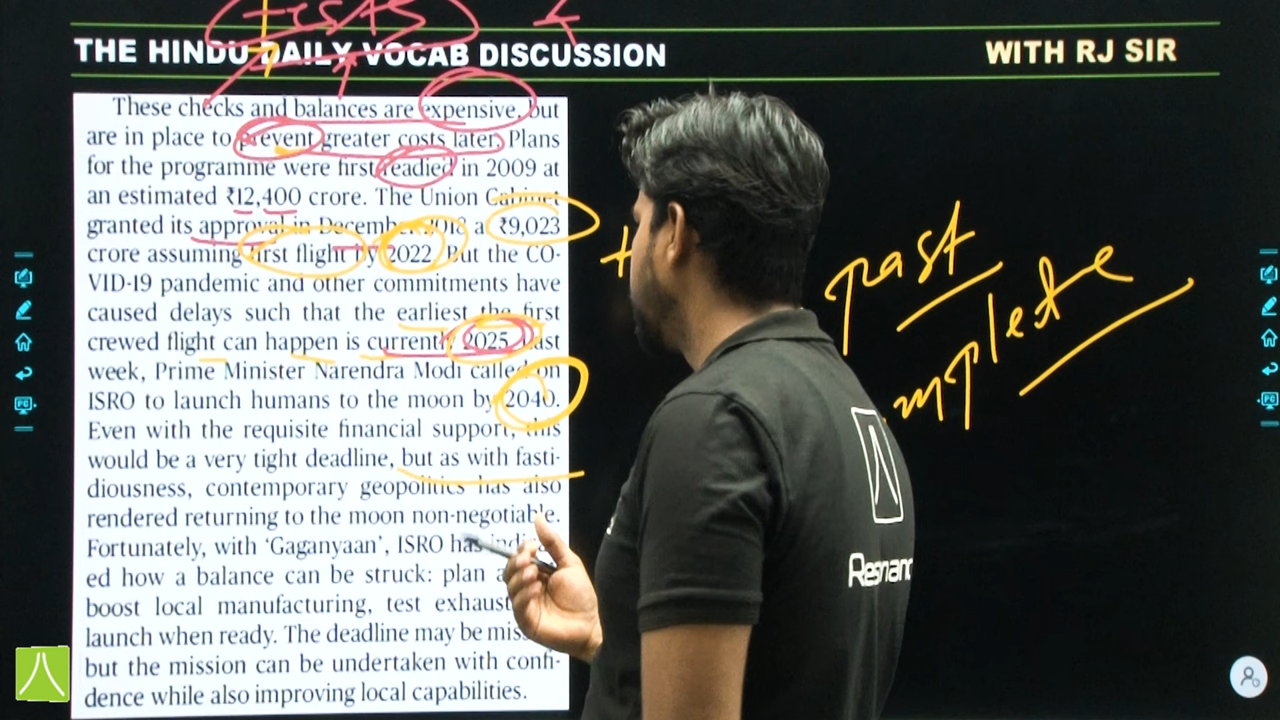 tests
THE HINDU DAILY VOCAB DISCUSSION
WITH RJ SIR
These checks and balances are expensive, but
are in place to prevent greater costs later. Plans
for the programme were first readied in 2009 at
an estimated ₹12,400 crore. The Union Cabinet
granted its approval in December 2018 a ₹9,023
crore assuming first flight by 2022. But the CO-
VID-19 pandemic and other commitments have
caused delays such that the earliest the first
crewed flight can happen is currently 2025. Last
week, Prime Minister Narendra Modi called on
ISRO to launch humans to the moon by 2040.
Even with the requisite financial support, this
would be a very tight deadline, but as with fasti-
diousness, contemporary geopolitics has also
rendered returning to the moon non-negotiable.
Fortunately, with ‘Gaganyaan’, ISRO has
ed how a balance can be struck: plan
boost local manufacturing, test
launch when ready. The deadline may be
but the mission can be undertaken with confi-
dence while also improving local capabilities.
past
mplete
PC
PC